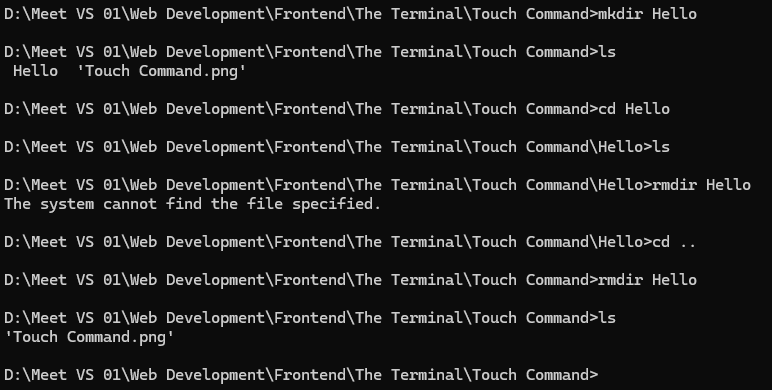 D:\Meet VS 01\Web Development\Frontend\The Terminal\Touch Command>mkdir Hello
D:\Meet VS 01\Web Development\Frontend\The Terminal\Touch Command>ls
 Hello  'Touch Command.png'
D:\Meet VS 01\Web Development\Frontend\The Terminal\Touch Command>cd Hello
D:\Meet VS 01\Web Development\Frontend\The Terminal\Touch Command\Hello>ls
D:\Meet VS 01\Web Development\Frontend\The Terminal\Touch Command\Hello>rmdir Hello
The system cannot find the file specified.
D:\Meet VS 01\Web Development\Frontend\The Terminal\Touch Command\Hello>cd ..
D:\Meet VS 01\Web Development\Frontend\The Terminal\Touch Command>rmdir Hello
D:\Meet VS 01\Web Development\Frontend\The Terminal\Touch Command>ls
'Touch Command.png'
D:\Meet VS 01\Web Development\Frontend\The Terminal\Touch Command>